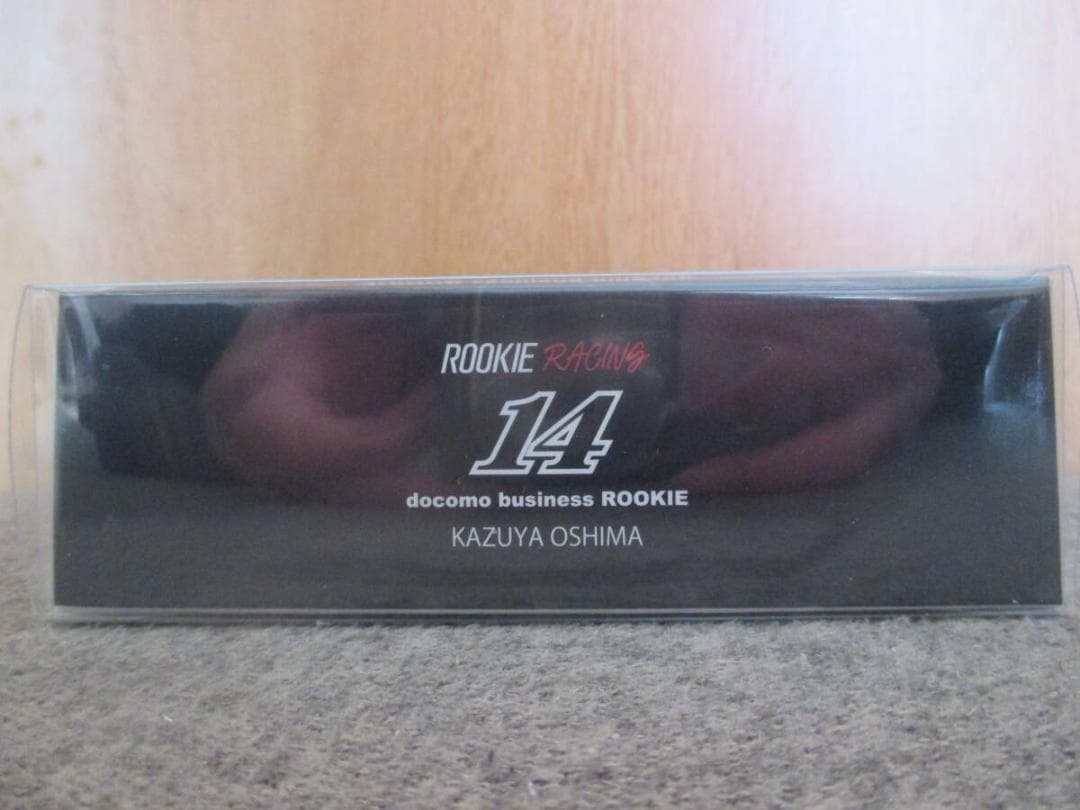 ROOKIE RACING
14
docomo business ROOKIE
KAZUYA OSHIMA